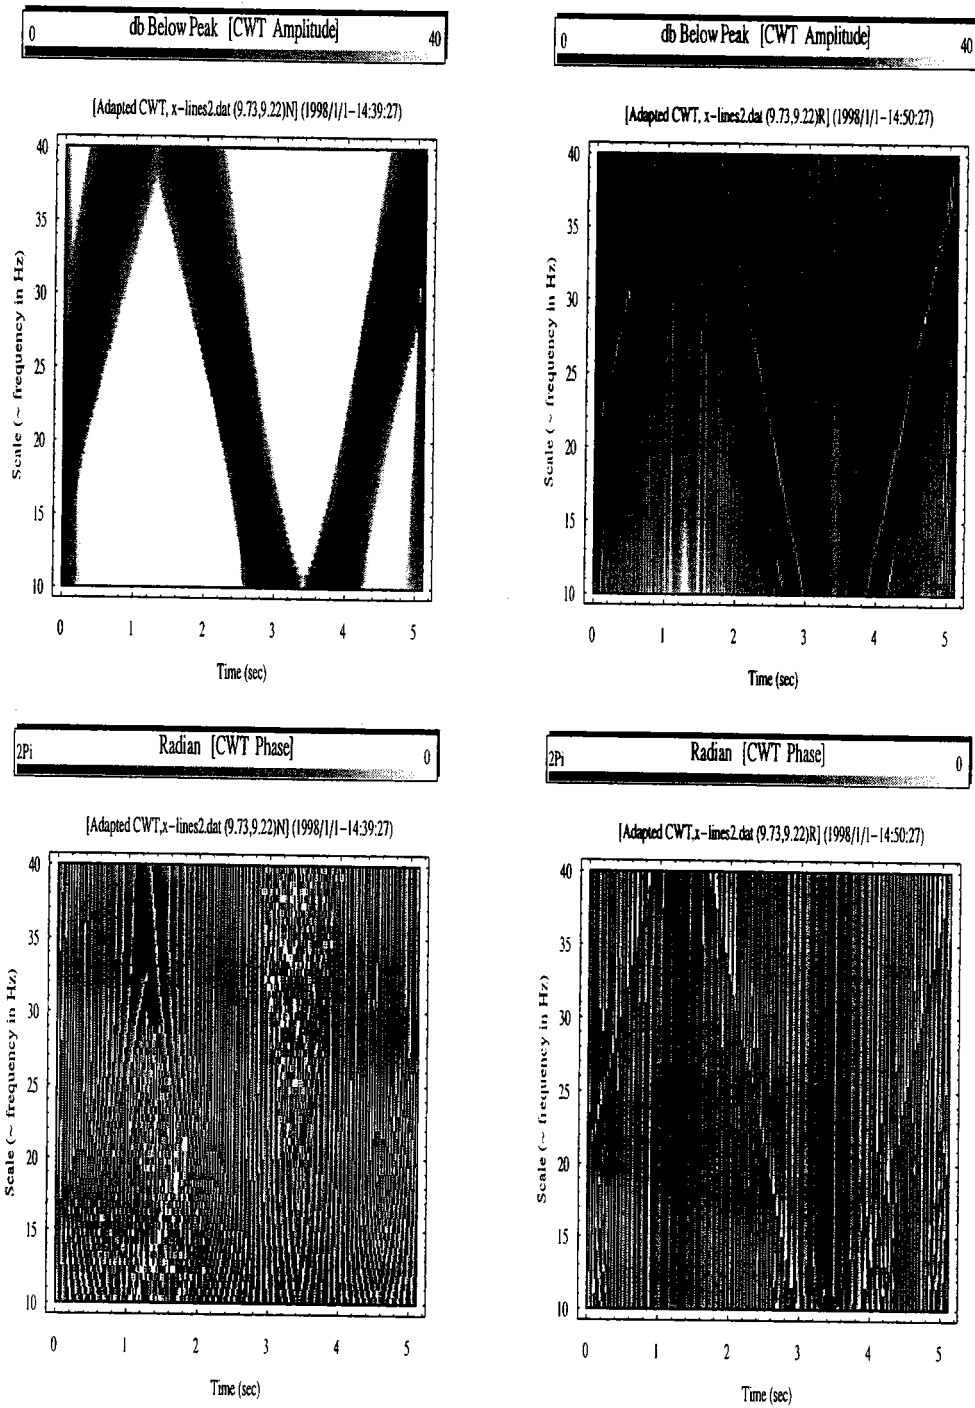 0 db Below Peak [CWT Amplitude] 40
[Adapted CWT, x-lines2.dat (9.73,9.22)N] (1998/1/1-14:39:27)
40
35
30
25
20
15
10
Scale (~ frequency in Hz)
0 1 2 3 4 5
Time (sec)
0 db Below Peak [CWT Amplitude] 40
[Adapted CWT, x-lines2.dat (9.73,9.22)R] (1998/1/1-14:50:27)
40
35
30
25
20
15
10
Scale (~ frequency in Hz)
0 1 2 3 4 5
Time (sec)
2Pi Radian [CWT Phase] 0
[Adapted CWT,x-lines2.dat (9.73,9.22)N] (1998/1/1-14:39:27)
40
35
30
25
20
15
10
Scale (~ frequency in Hz)
0 1 2 3 4 5
Time (sec)
2Pi Radian [CWT Phase] 0
[Adapted CWT,x-lines2.dat (9.73,9.22)R] (1998/1/1-14:50:27)
40
35
30
25
20
15
10
Scale (~ frequency in Hz)
0 1 2 3 4 5
Time (sec)